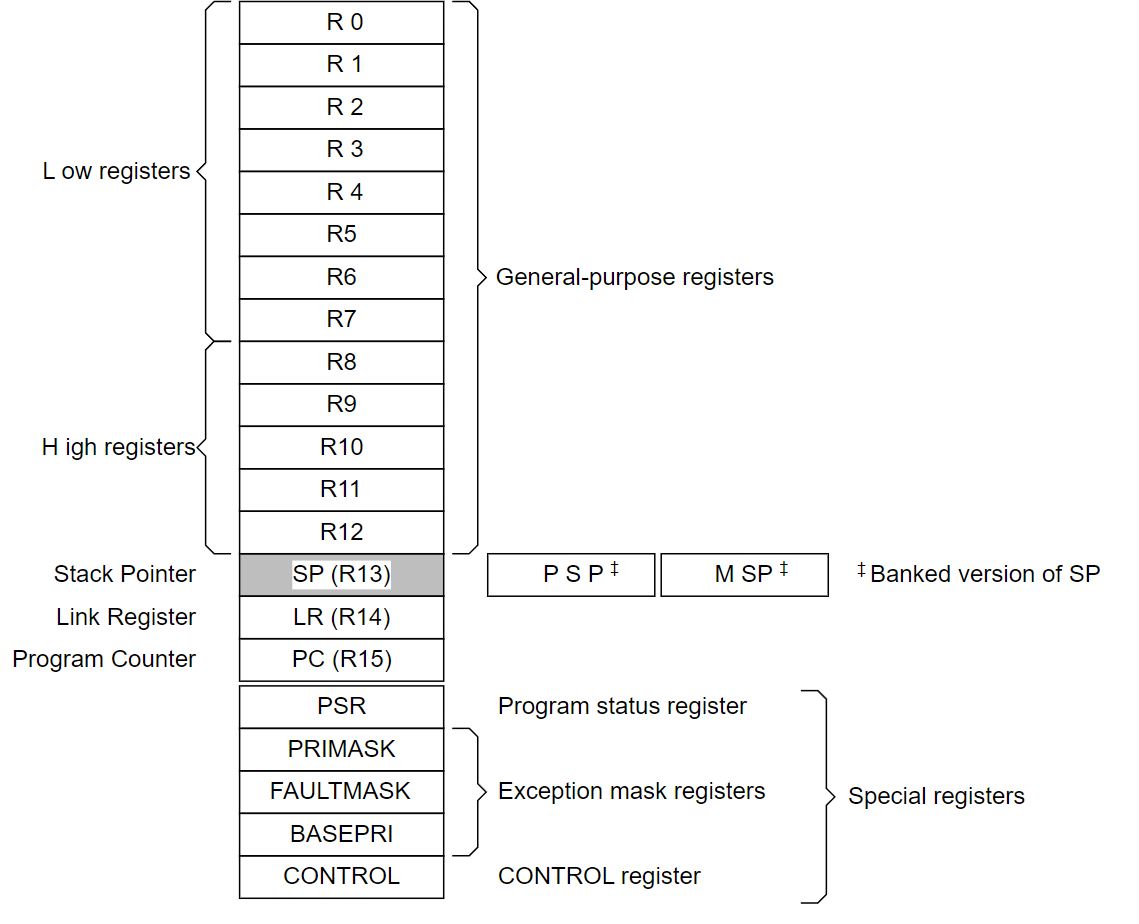 R 0
R 1
R 2
R 3
L ow registers
R 4
R5
R6
General-purpose registers
R7
R8
R9
H igh registers
R10
R11
R12
Stack Pointer SP (R13) P S P ‡ M SP ‡ ‡ Banked version of SP
Link Register LR (R14)
Program Counter PC (R15)
PSR Program status register
PRIMASK
FAULTMASK Exception mask registers
Special registers
BASEPRI
CONTROL CONTROL register